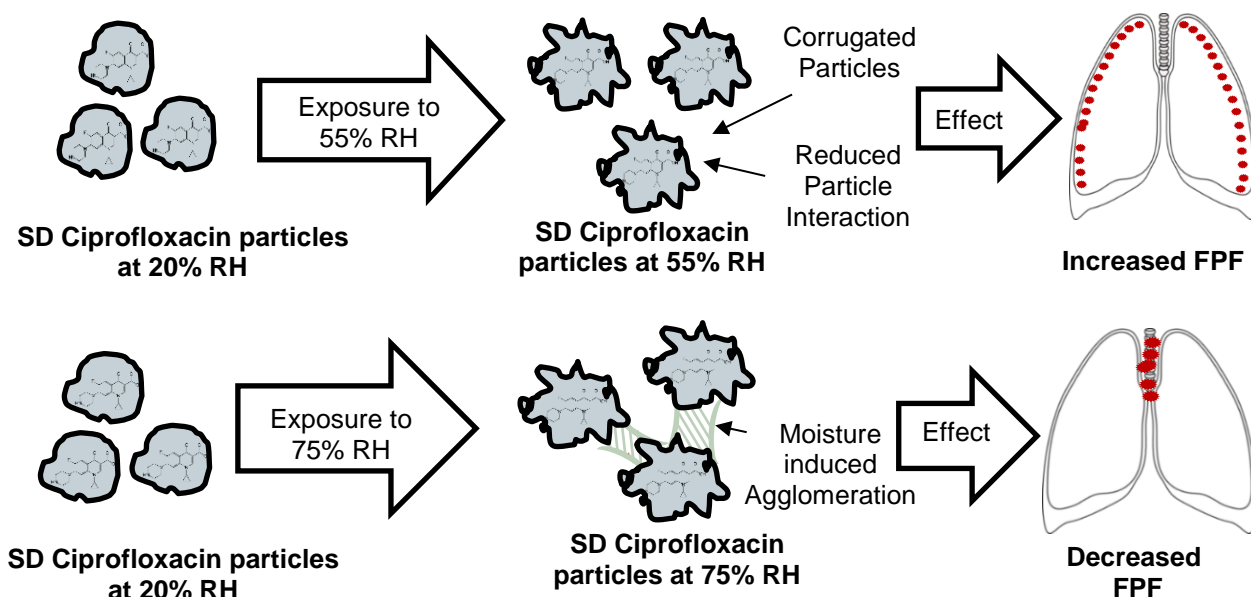 Exposure to
55% RH
Corrugated
Particles
Reduced
Particle
Interaction
Effect
SD Ciprofloxacin particles
at 20% RH
SD Ciprofloxacin
particles at 55% RH
Increased FPF
Exposure to
75% RH
Moisture
induced
Agglomeration
Effect
SD Ciprofloxacin particles
at 20% RH
SD Ciprofloxacin
particles at 75% RH
Decreased
FPF